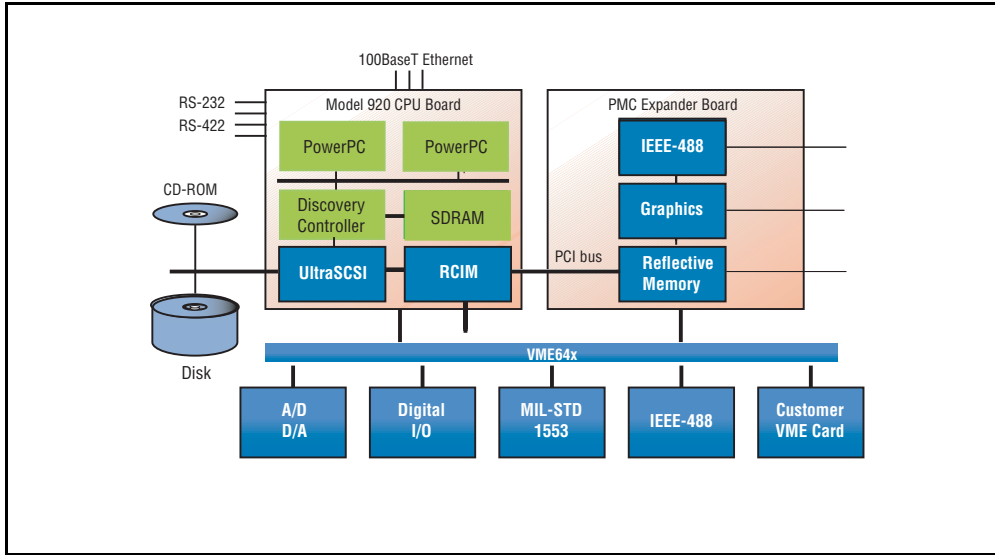 100BaseT Ethernet
RS-232
RS-422
Model 920 CPU Board
PMC Expander Board
PowerPC
PowerPC
IEEE-488
CD-ROM
Discovery
Controller
SDRAM
Graphics
UltraSCSI
RCIM
PCI bus
Reflective
Memory
VME64x
Disk
A/D
D/A
Digital
I/O
MIL-STD
1553
IEEE-488
Customer
VME Card